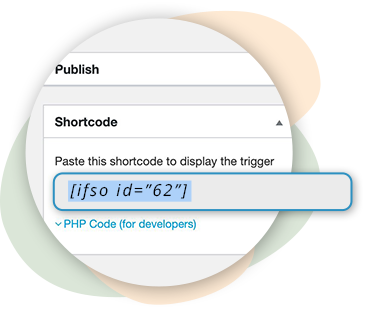 Publish
Shortcode
Paste this shortcode to display the trigger
[ifso id="62"]
PHP Code (for developers)